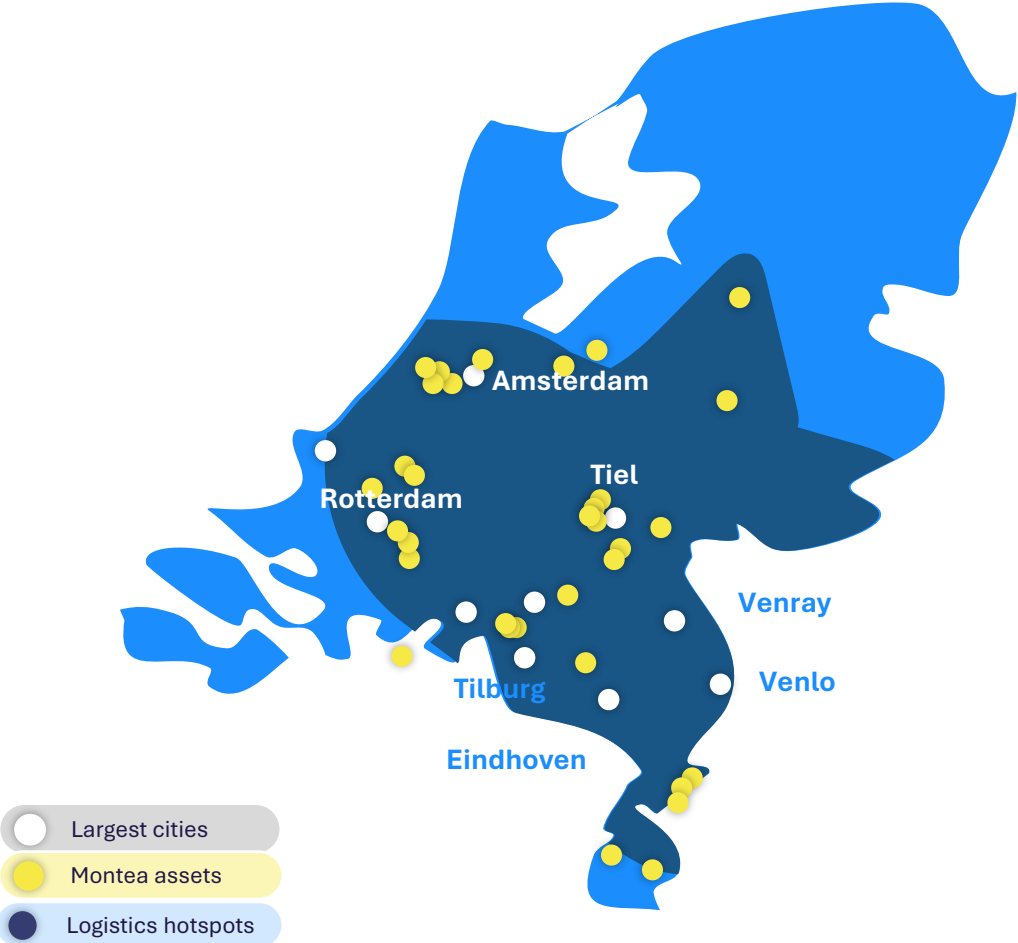 Amsterdam
Tiel
Rotterdam
Venray
Venlo
Tilburg
Eindhoven
Largest cities
Montea assets
Logistics hotspots